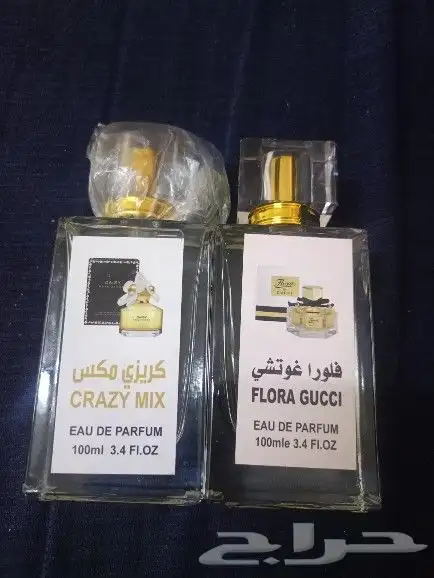 كريزي مكس
CRAZY MIX
EAU DE PARFUM
100ml 3.4 Fl.OZ
فلورا غوتشي
FLORA GUCCI
EAU DE PARFUM
100mle 3.4 Fl.OZ
حراج